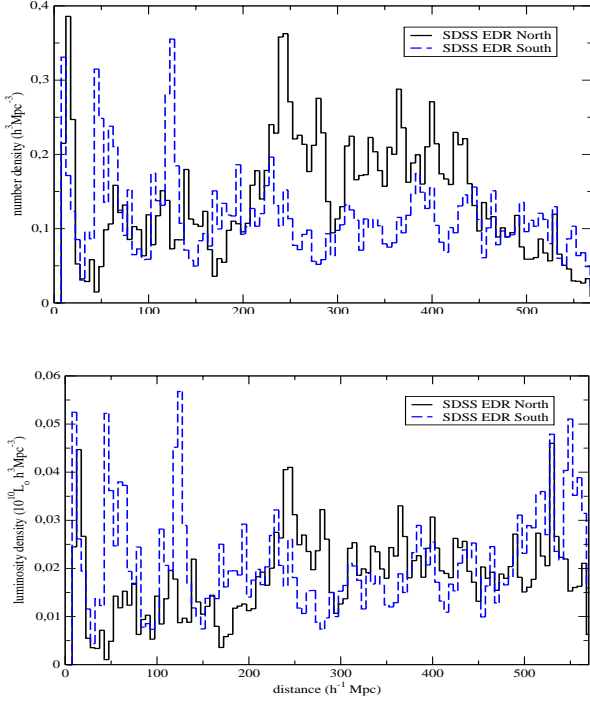 0,4
0,3
0,2
0,1
0
number density (h³Mpc⁻³)
SDSS EDR North
SDSS EDR South
0 100 200 300 400 500
0,06
0,05
0,04
0,03
0,02
0,01
0
luminosity density (10¹⁰L₀ h³Mpc⁻³)
SDSS EDR North
SDSS EDR South
0 100 200 300 400 500
distance (h⁻¹ Mpc)